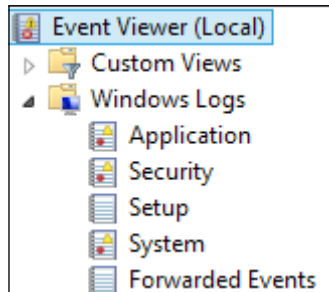 Event Viewer (Local)
Custom Views
Windows Logs
Application
Security
Setup
System
Forwarded Events